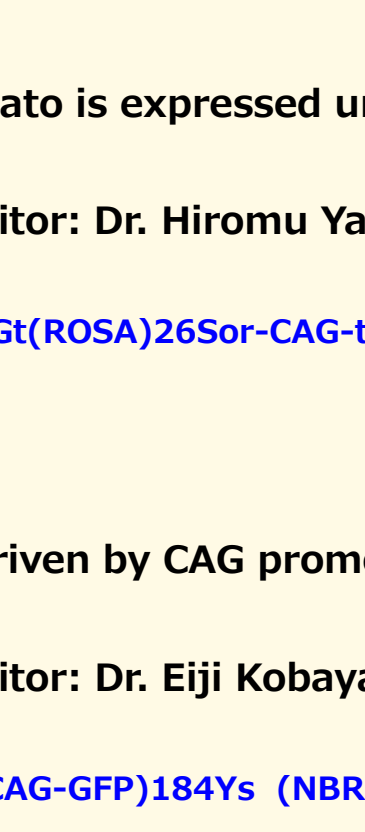 ato is expressed u
itor: Dr. Hiromu Ya
Gt(ROSA)26Sor-CAG-t
riven by CAG prom
itor: Dr. Eiji Kobaya
CAG-GFP)184Ys (NBR